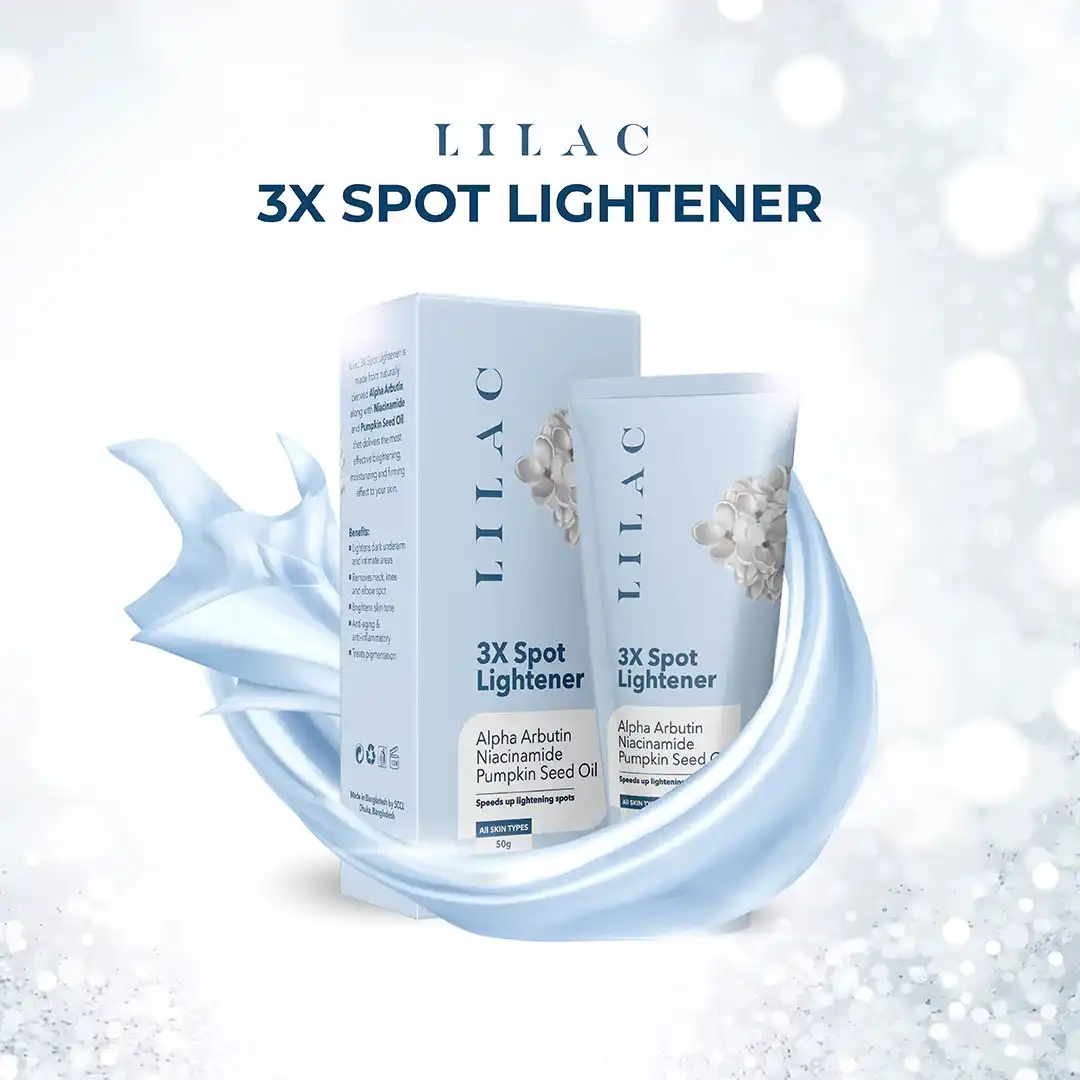 LILAC
3X SPOT LIGHTENER
Lilac 3X Spot Lightener is
made from naturally
derived Alpha Arbutin
along with Niacinamide
and Pumpkin Seed Oil
that delivers the most
effective brightening,
moisturizing and firming
effect to your skin.
Benefits:
▪ Lightens dark underarm
and intimate areas
▪ Removes neck, knee
and elbow spot
▪ Brightens skin tone
▪ Anti-aging &
anti-inflammatory
▪ Treats pigmentation
Made in Bangladesh by SCCL
Dhaka, Bangladesh
LILAC
3X Spot
Lightener
Alpha Arbutin
Niacinamide
Pumpkin Seed Oil
Speeds up lightening spots
All SKIN TYPES
50g
LILAC
3X Spot
Lightener
Alpha Arbutin
Niacinamide
Pumpkin Seed
Speeds up lightening
All SKIN